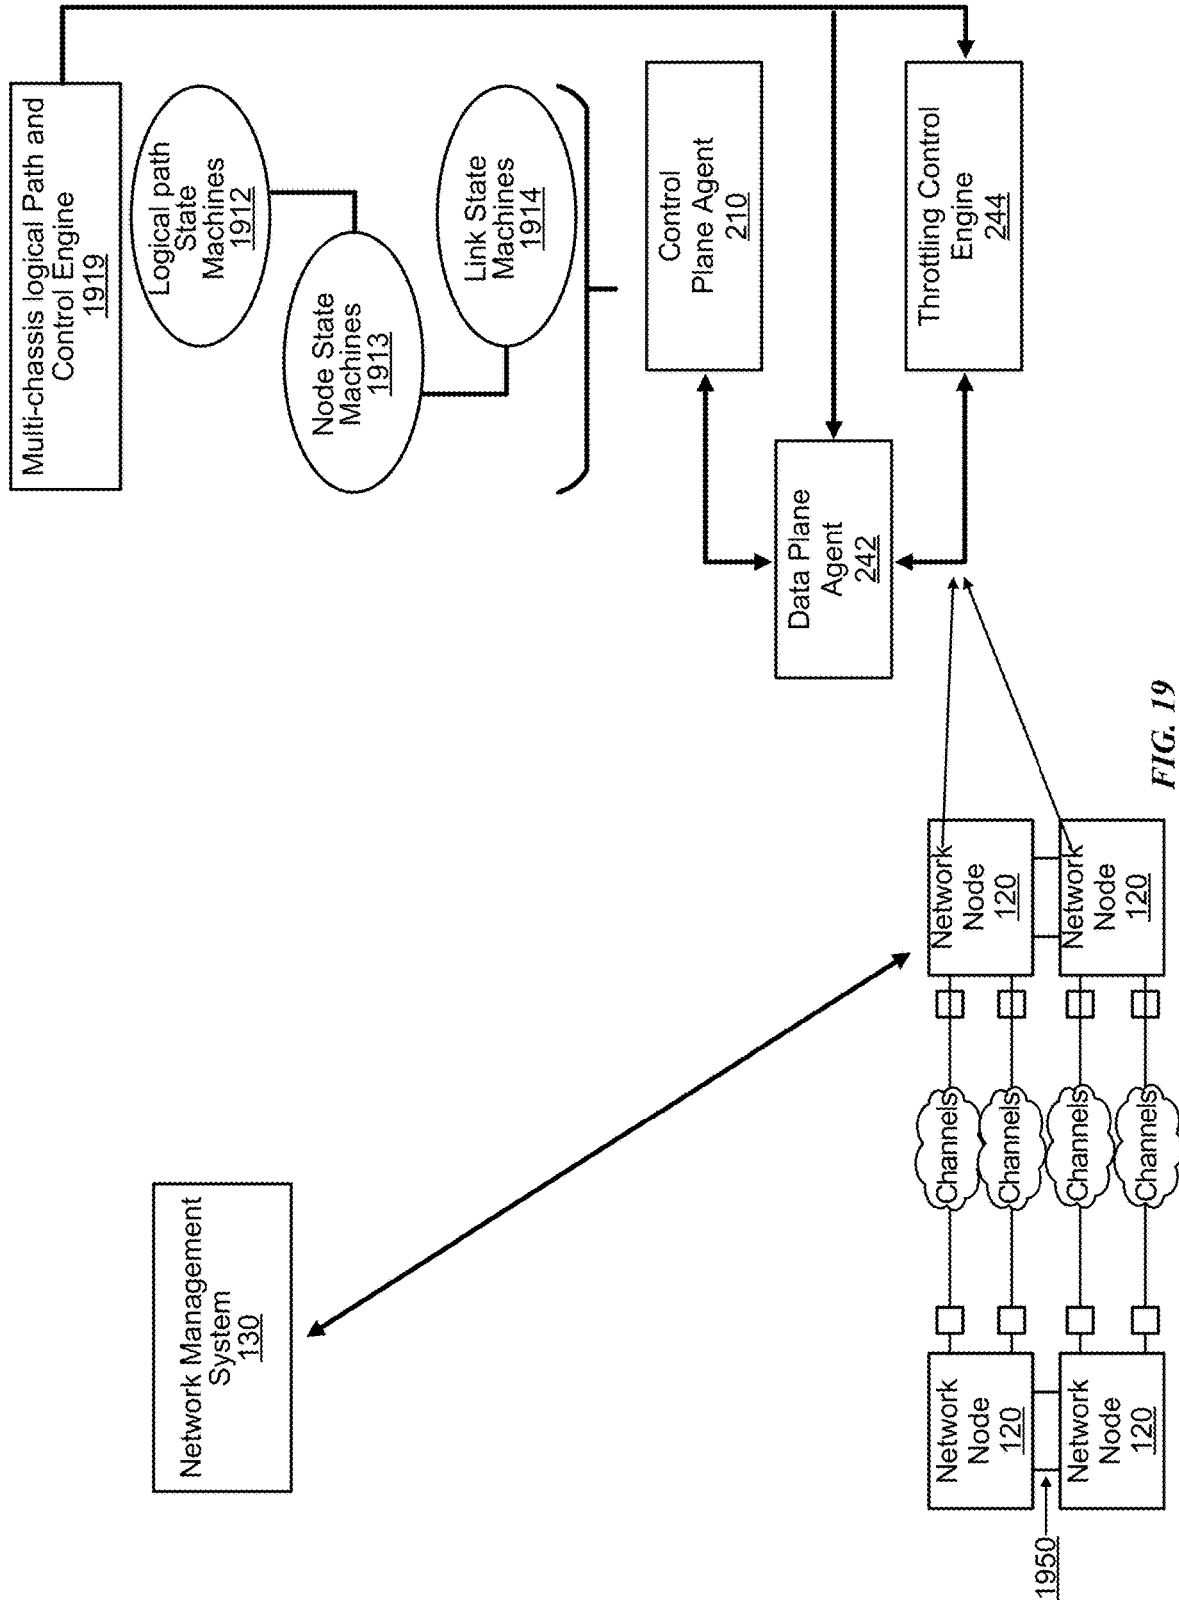 Network Management
System
130
Multi-chassis logical Path and
Control Engine
1919
Logical path
State
Machines
1912
Node State
Machines
1913
Link State
Machines
1914
Control
Plane Agent
210
Data Plane
Agent
242
Throttling Control
Engine
244
Network
Node
120
Channels
Channels
Network
Node
120
1950
Network
Node
120
Channels
Channels
Network
Node
120
FIG. 19